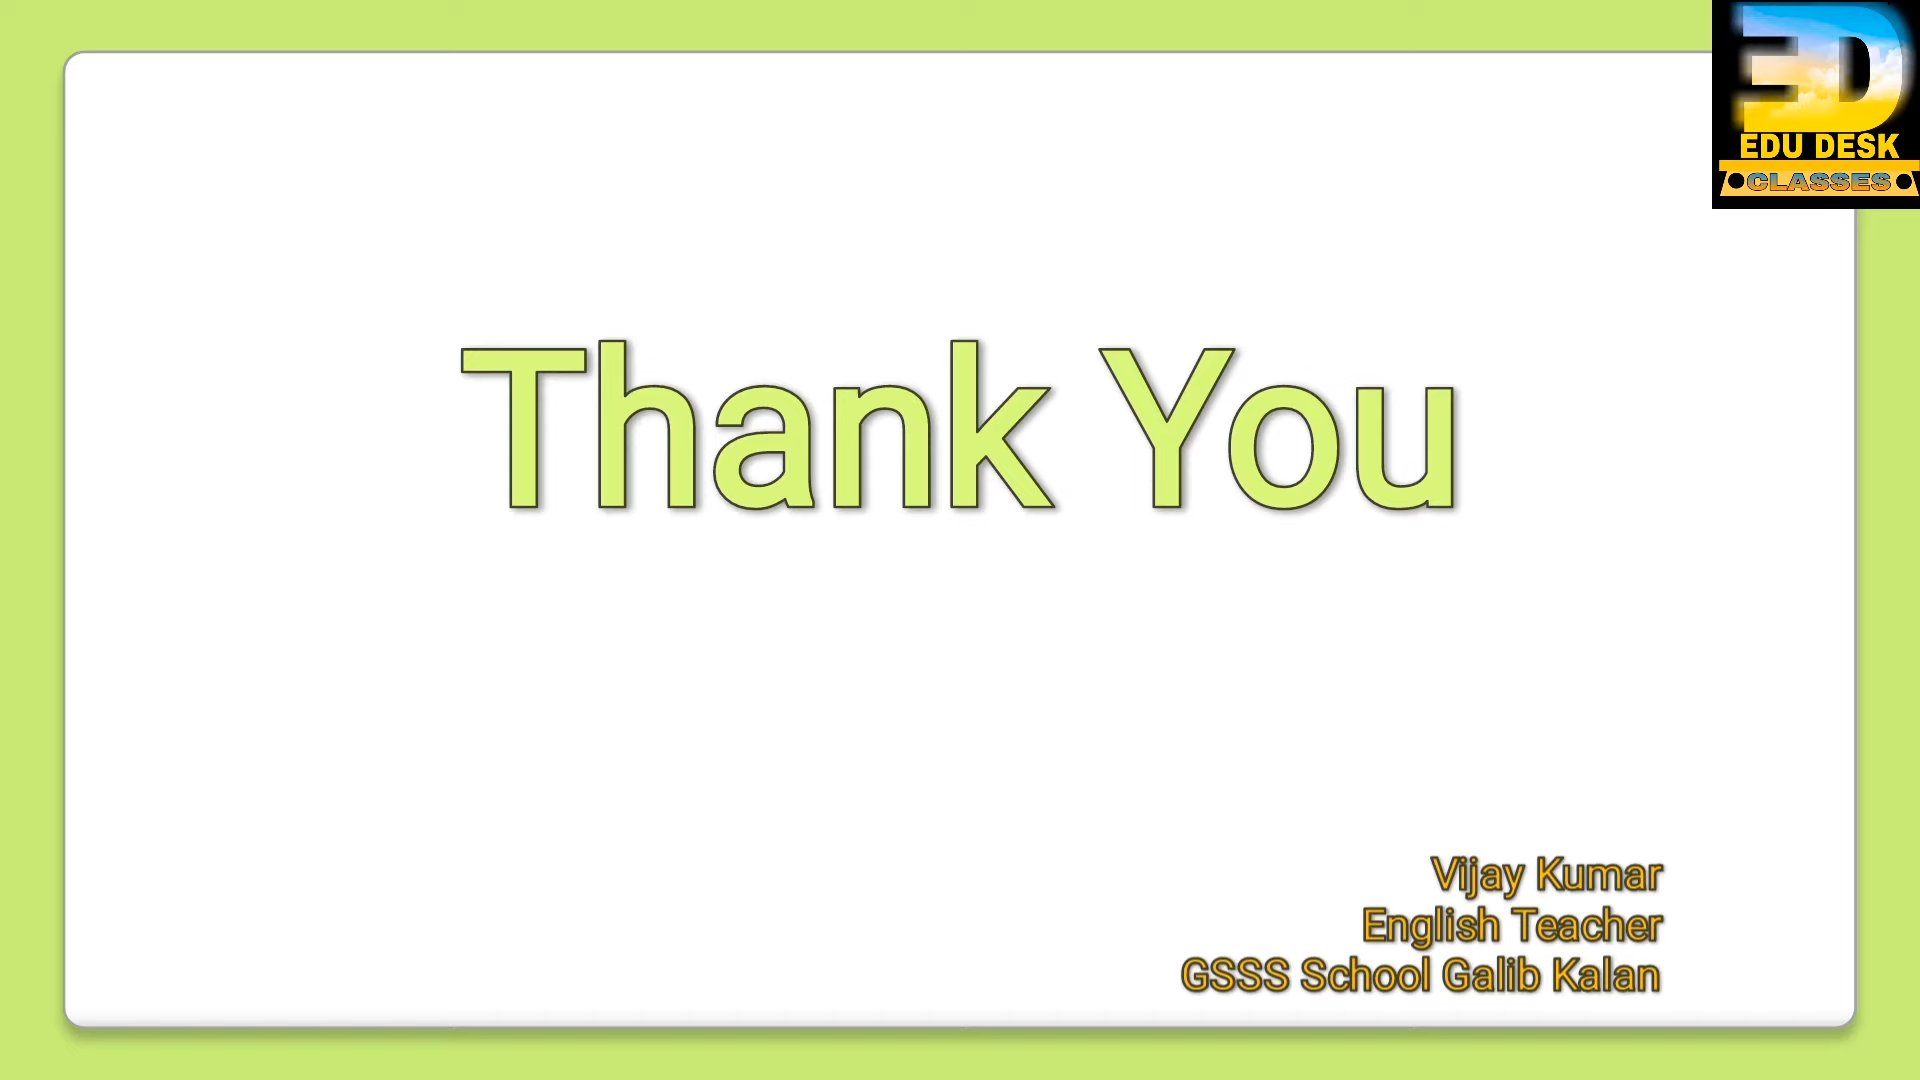 EDU DESK
CLASSES
Thank You
Vijay Kumar
English Teacher
GSSS School Galib Kalan